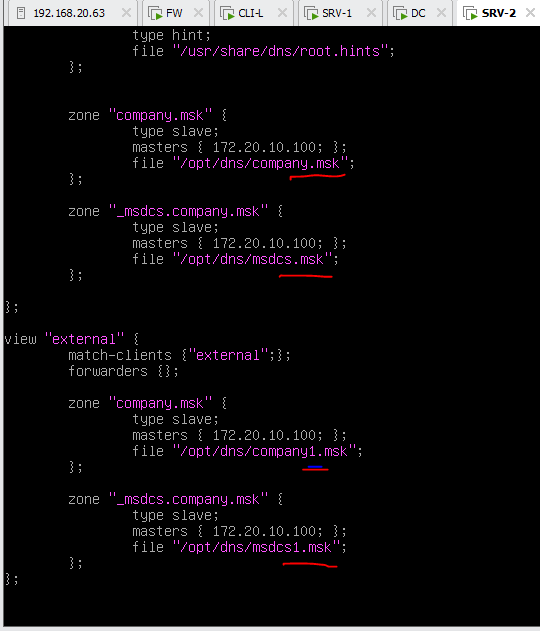 192.168.20.63 FW CLI-L SRV-1 DC SRV-2
type hint;
file "/usr/share/dns/root.hints";
};
zone "company.msk" {
type slave;
masters { 172.20.10.100; };
file "/opt/dns/company.msk";
};
zone "_msdcs.company.msk" {
type slave;
masters { 172.20.10.100; };
file "/opt/dns/msdcs.msk";
};
};
view "external" {
match-clients {"external";};
forwarders {};
zone "company.msk" {
type slave;
masters { 172.20.10.100; };
file "/opt/dns/company1.msk";
};
zone "_msdcs.company.msk" {
type slave;
masters { 172.20.10.100; };
file "/opt/dns/msdcs1.msk";
};
};